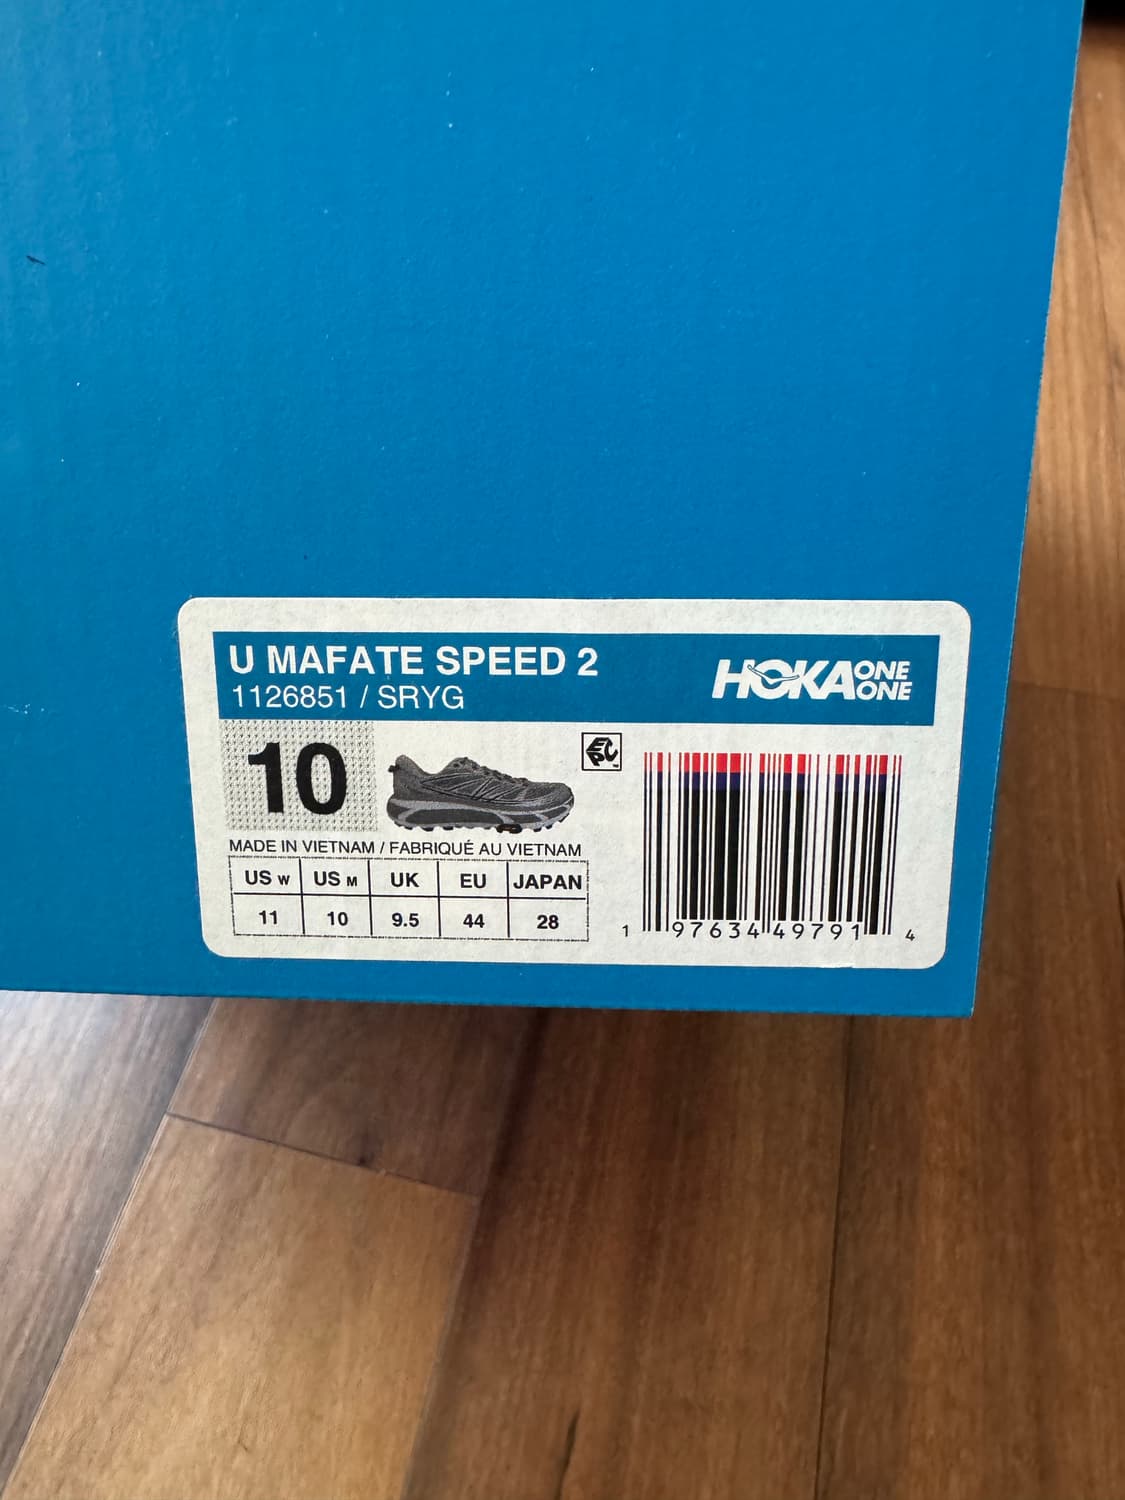 U MAFATE SPEED 2
1126851 / SRYG
HOKA ONE ONE
10
EPC
MADE IN VIETNAM / FABRIQUÉ AU VIETNAM
US W US M UK EU JAPAN
11 10 9.5 44 28
1 97634 49791 4